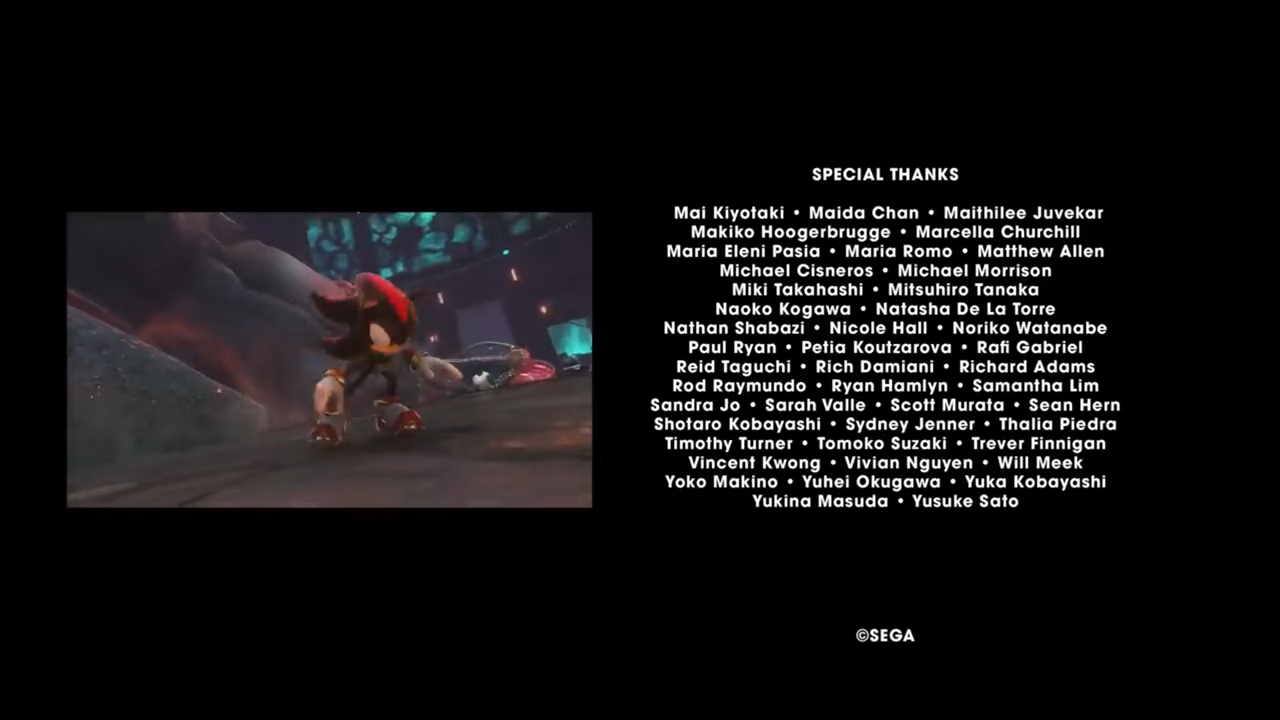 SPECIAL THANKS
Mai Kiyotaki • Maida Chan • Maithilee Juvekar
Makiko Hoogerbrugge • Marcella Churchill
Maria Eleni Pasia • Maria Romo • Matthew Allen
Michael Cisneros • Michael Morrison
Miki Takahashi • Mitsuhiro Tanaka
Naoko Kogawa • Natasha De La Torre
Nathan Shabazi • Nicole Hall • Noriko Watanabe
Paul Ryan • Petia Koutzarova • Rafi Gabriel
Reid Taguchi • Rich Damiani • Richard Adams
Rod Raymundo • Ryan Hamlyn • Samantha Lim
Sandra Jo • Sarah Valle • Scott Murata • Sean Hern
Shotaro Kobayashi • Sydney Jenner • Thalia Piedra
Timothy Turner • Tomoko Suzaki • Trever Finnigan
Vincent Kwong • Vivian Nguyen • Will Meek
Yoko Makino • Yuhei Okugawa • Yuka Kobayashi
Yukina Masuda • Yusuke Sato
©SEGA